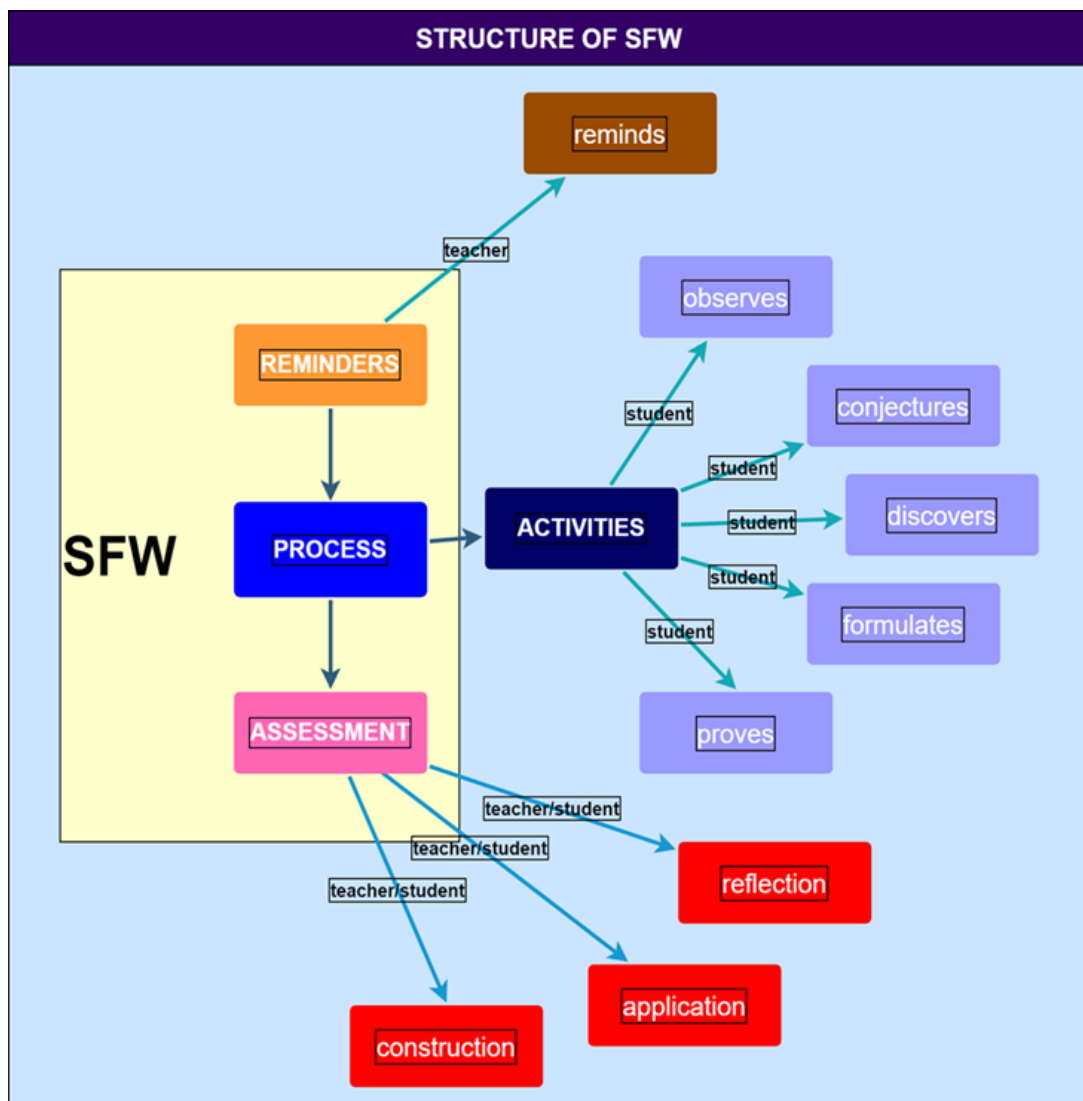 STRUCTURE OF SFW
reminds
teacher
observes
REMINDERS
student
conjectures
student
SFW
PROCESS
ACTIVITIES
student
discovers
student
formulates
student
proves
ASSESSMENT
teacher/student
teacher/student
teacher/student
reflection
application
construction